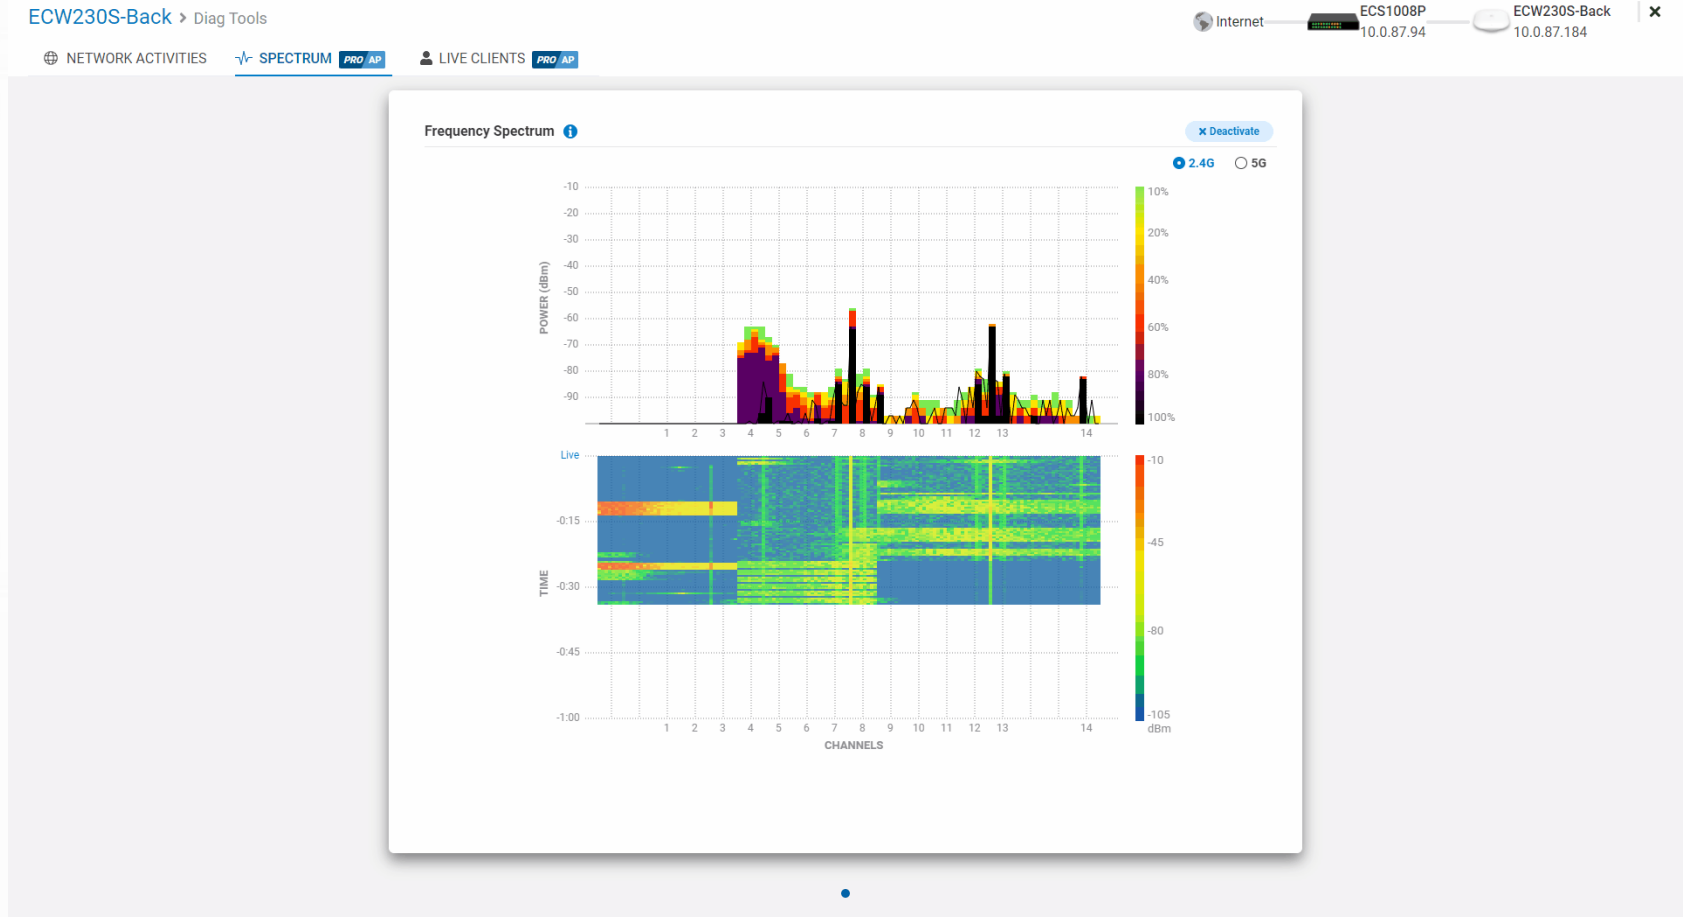 ECW230S-Back > Diag Tools
Internet
ECS1008P
10.0.87.94
ECW230S-Back
10.0.87.184
NETWORK ACTIVITIES
SPECTRUM PRO AP
LIVE CLIENTS PRO AP
Frequency Spectrum
Deactivate
2.4G 5G
POWER (dBm)
-10
-20
-30
-40
-50
-60
-70
-80
-90
1 2 3 4 5 6 7 8 9 10 11 12 13 14
10%
20%
40%
60%
80%
100%
TIME
Live
-0:15
-0:30
-0:45
-1:00
1 2 3 4 5 6 7 8 9 10 11 12 13 14
CHANNELS
-10
-45
-80
-105
dBm